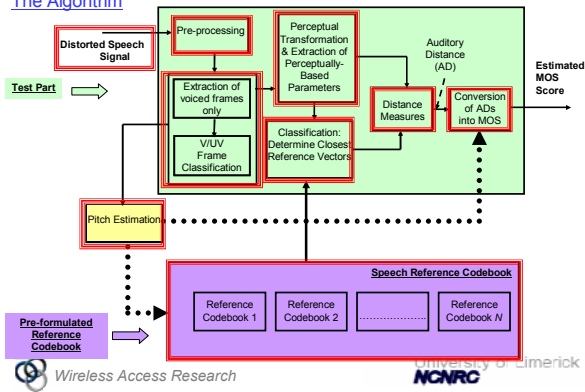 The Algorithm
Distorted Speech
Signal
Pre-processing
Perceptual
Transformation
& Extraction of
Perceptually-
Based
Parameters
Auditory
Distance
(AD)
Estimated
MOS
Score
Test Part
Extraction of
voiced frames
only
V/UV
Frame
Classification
Classification:
Determine Closest
Reference Vectors
Distance
Measures
Conversion
of ADs
into MOS
Pitch Estimation
Speech Reference Codebook
Reference
Codebook 1
Reference
Codebook 2
.....................
Reference
Codebook N
Pre-formulated
Reference
Codebook
Wireless Access Research
University of Limerick
NCNRC